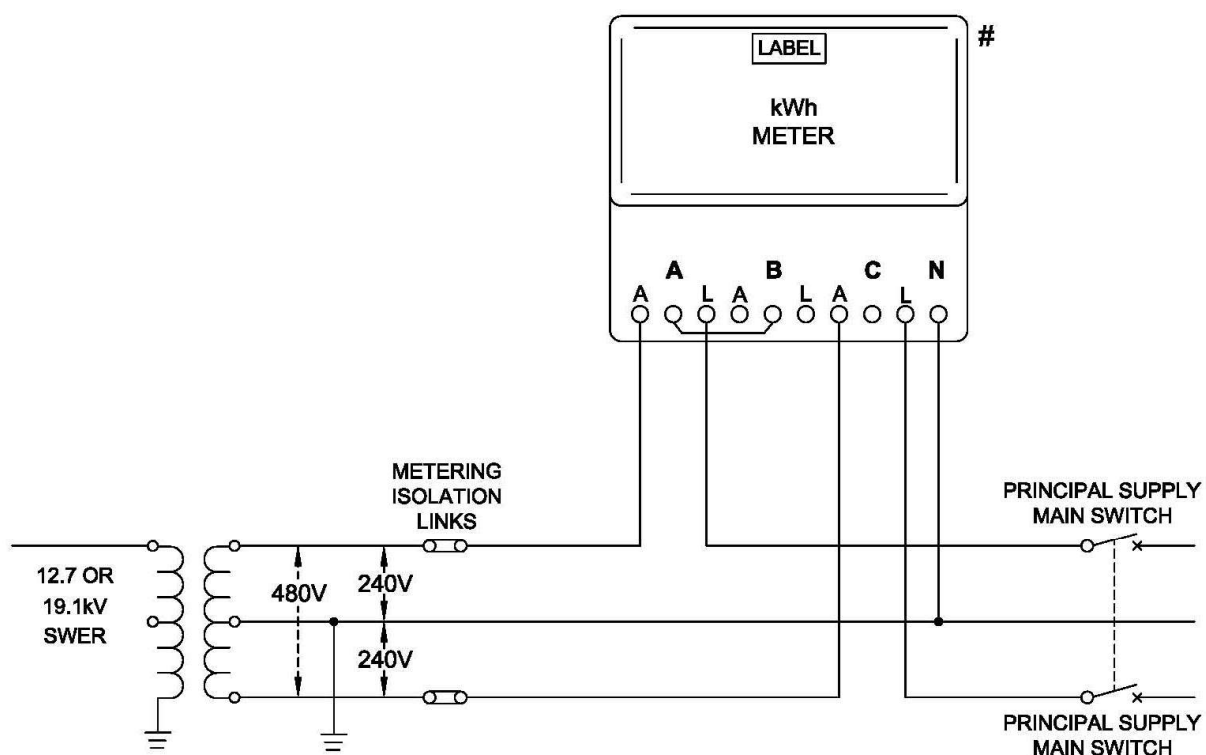 #
LABEL
kWh
METER
A B C N
A L A L A L
METERING
ISOLATION
LINKS
PRINCIPAL SUPPLY
MAIN SWITCH
12.7 OR
19.1kV
SWER
480V
240V
240V
PRINCIPAL SUPPLY
MAIN SWITCH